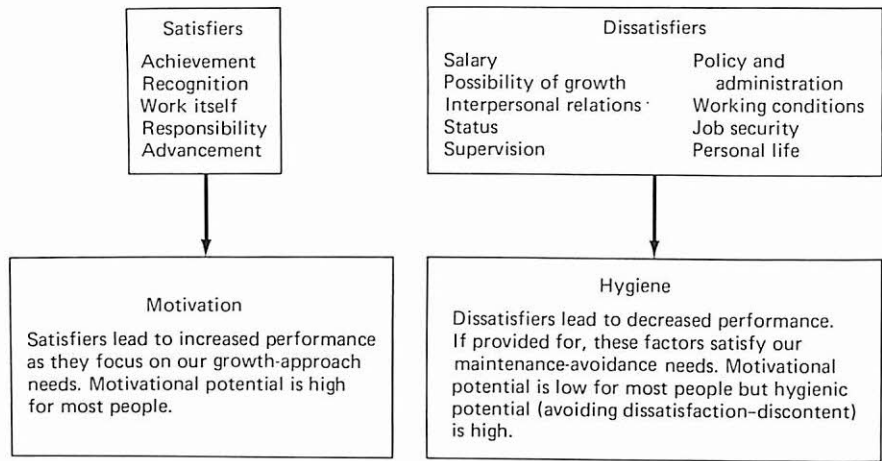 Satisfiers
Achievement
Recognition
Work itself
Responsibility
Advancement
Dissatisfiers
Salary
Possibility of growth
Interpersonal relations
Status
Supervision
Policy and
administration
Working conditions
Job security
Personal life
Motivation
Satisfiers lead to increased performance
as they focus on our growth-approach
needs. Motivational potential is high
for most people.
Hygiene
Dissatisfiers lead to decreased performance.
If provided for, these factors satisfy our
maintenance-avoidance needs. Motivational
potential is low for most people but hygienic
potential (avoiding dissatisfaction–discontent)
is high.